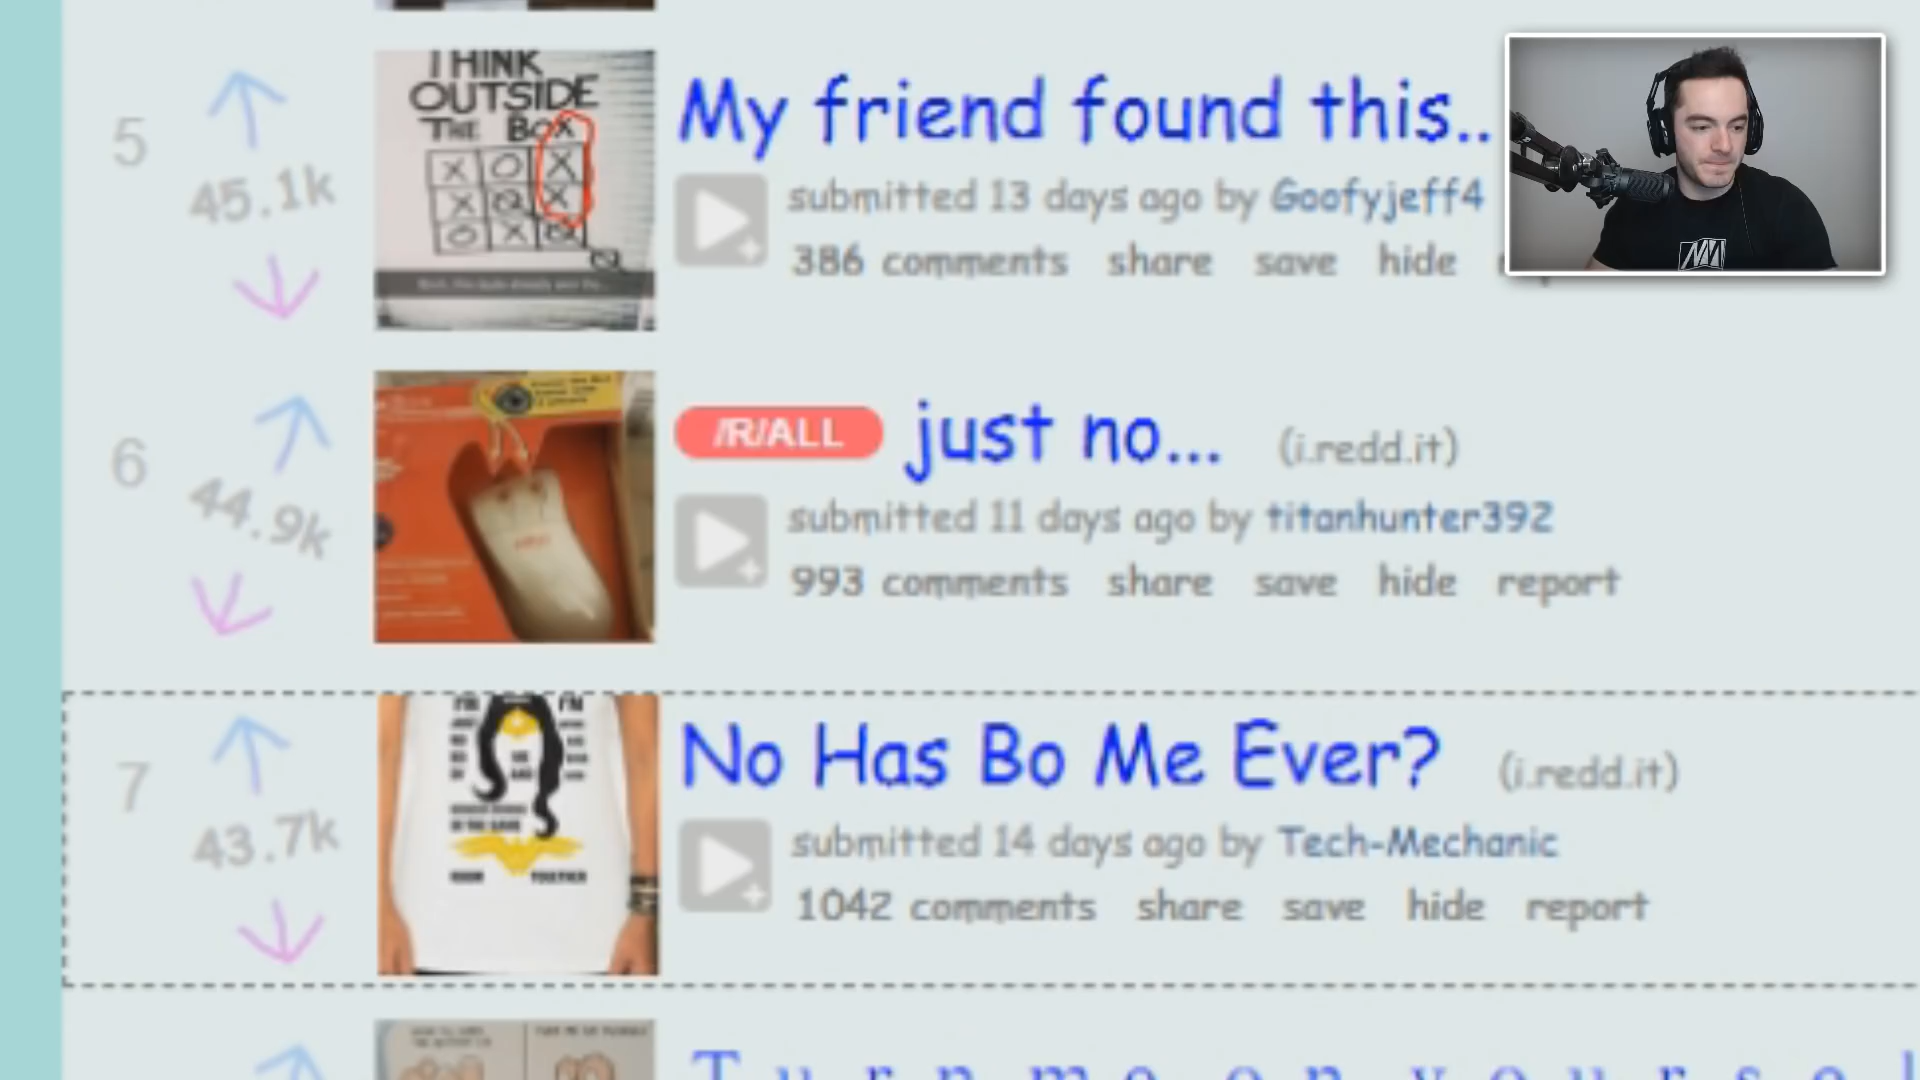 THINK
OUTSIDE
THE BOX
X O X
X O X
O X O
5
45.1k
My friend found this..
submitted 13 days ago by Goofyjeff4
386 comments share save hide
6
44.9k
/R/ALL just no... (i.redd.it)
submitted 11 days ago by titanhunter392
993 comments share save hide report
I'M I'M
TOGETHER
7
43.7k
No Has Bo Me Ever? (i.redd.it)
submitted 14 days ago by Tech-Mechanic
1042 comments share save hide report